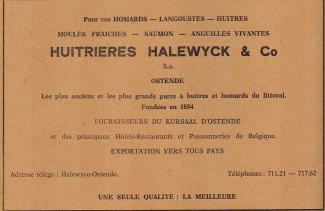 Pour vos HOMARDS — LANGOUSTES — HUITRES
MOULES FRAICHES — SAUMON — ANGUILLES VIVANTES
HUITRIERES HALEWYCK & Co
S.a.
OSTENDE
Les plus anciens et les plus grands parcs à huîtres et homards du littoral.
Fondées en 1854
FOURNISSEURS DU KURSAAL D'OSTENDE
et des principaux Hôtels-Restaurants et Poissonneries de Belgique.
EXPORTATION VERS TOUS PAYS
Adresse télégr.: Halewyco-Ostende. Téléphones: 711.21 — 717.62
UNE SEULE QUALITE : LA MEILLEURE